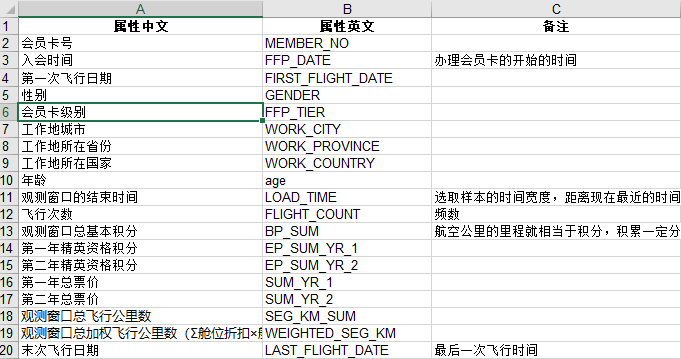 A B C
1 属性中文 属性英文 备注
2 会员卡号 MEMBER_NO
3 入会时间 FFP_DATE 办理会员卡的开始的时间
4 第一次飞行日期 FIRST_FLIGHT_DATE
5 性别 GENDER
6 会员卡级别 FFP_TIER
7 工作地城市 WORK_CITY
8 工作地所在省份 WORK_PROVINCE
9 工作地所在国家 WORK_COUNTRY
10 年龄 age
11 观测窗口的结束时间 LOAD_TIME 选取样本的时间宽度，距离现在最近的时间
12 飞行次数 FLIGHT_COUNT 频数
13 观测窗口总基本积分 BP_SUM 航空公里的里程就相当于积分，积累一定分
14 第一年精英资格积分 EP_SUM_YR_1
15 第二年精英资格积分 EP_SUM_YR_2
16 第一年总票价 SUM_YR_1
17 第二年总票价 SUM_YR_2
18 观测窗口总飞行公里数 SEG_KM_SUM
19 观测窗口总加权飞行公里数（Σ舱位折扣× WEIGHTED_SEG_KM
20 末次飞行日期 LAST_FLIGHT_DATE 最后一次飞行时间